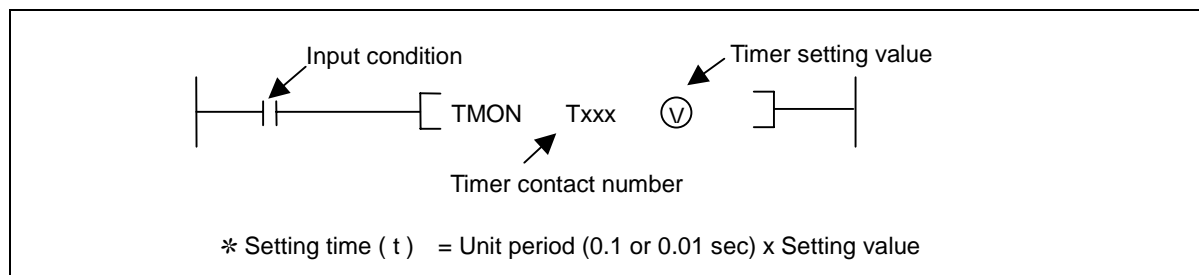 Input condition
Timer setting value
TMON Txxx V
Timer contact number
* Setting time ( t ) = Unit period (0.1 or 0.01 sec) x Setting value